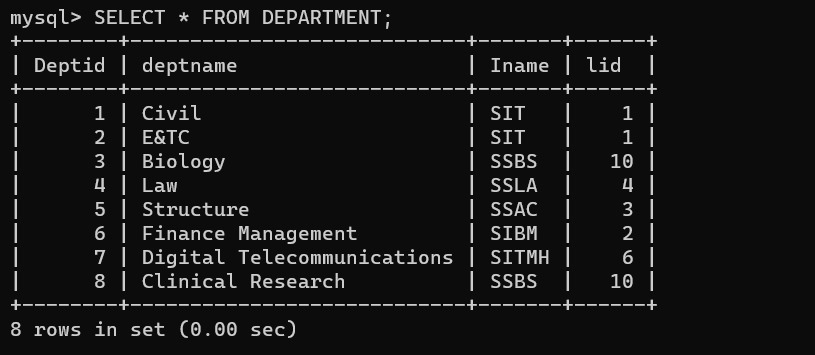 mysql> SELECT * FROM DEPARTMENT;
+--------+----------------------------+-------+------+
| Deptid | deptname                   | Iname | lid  |
+--------+----------------------------+-------+------+
|      1 | Civil                      | SIT   |    1 |
|      2 | E&TC                       | SIT   |    1 |
|      3 | Biology                    | SSBS  |   10 |
|      4 | Law                        | SSLA  |    4 |
|      5 | Structure                  | SSAC  |    3 |
|      6 | Finance Management         | SIBM  |    2 |
|      7 | Digital Telecommunications | SITMH |    6 |
|      8 | Clinical Research          | SSBS  |   10 |
+--------+----------------------------+-------+------+
8 rows in set (0.00 sec)